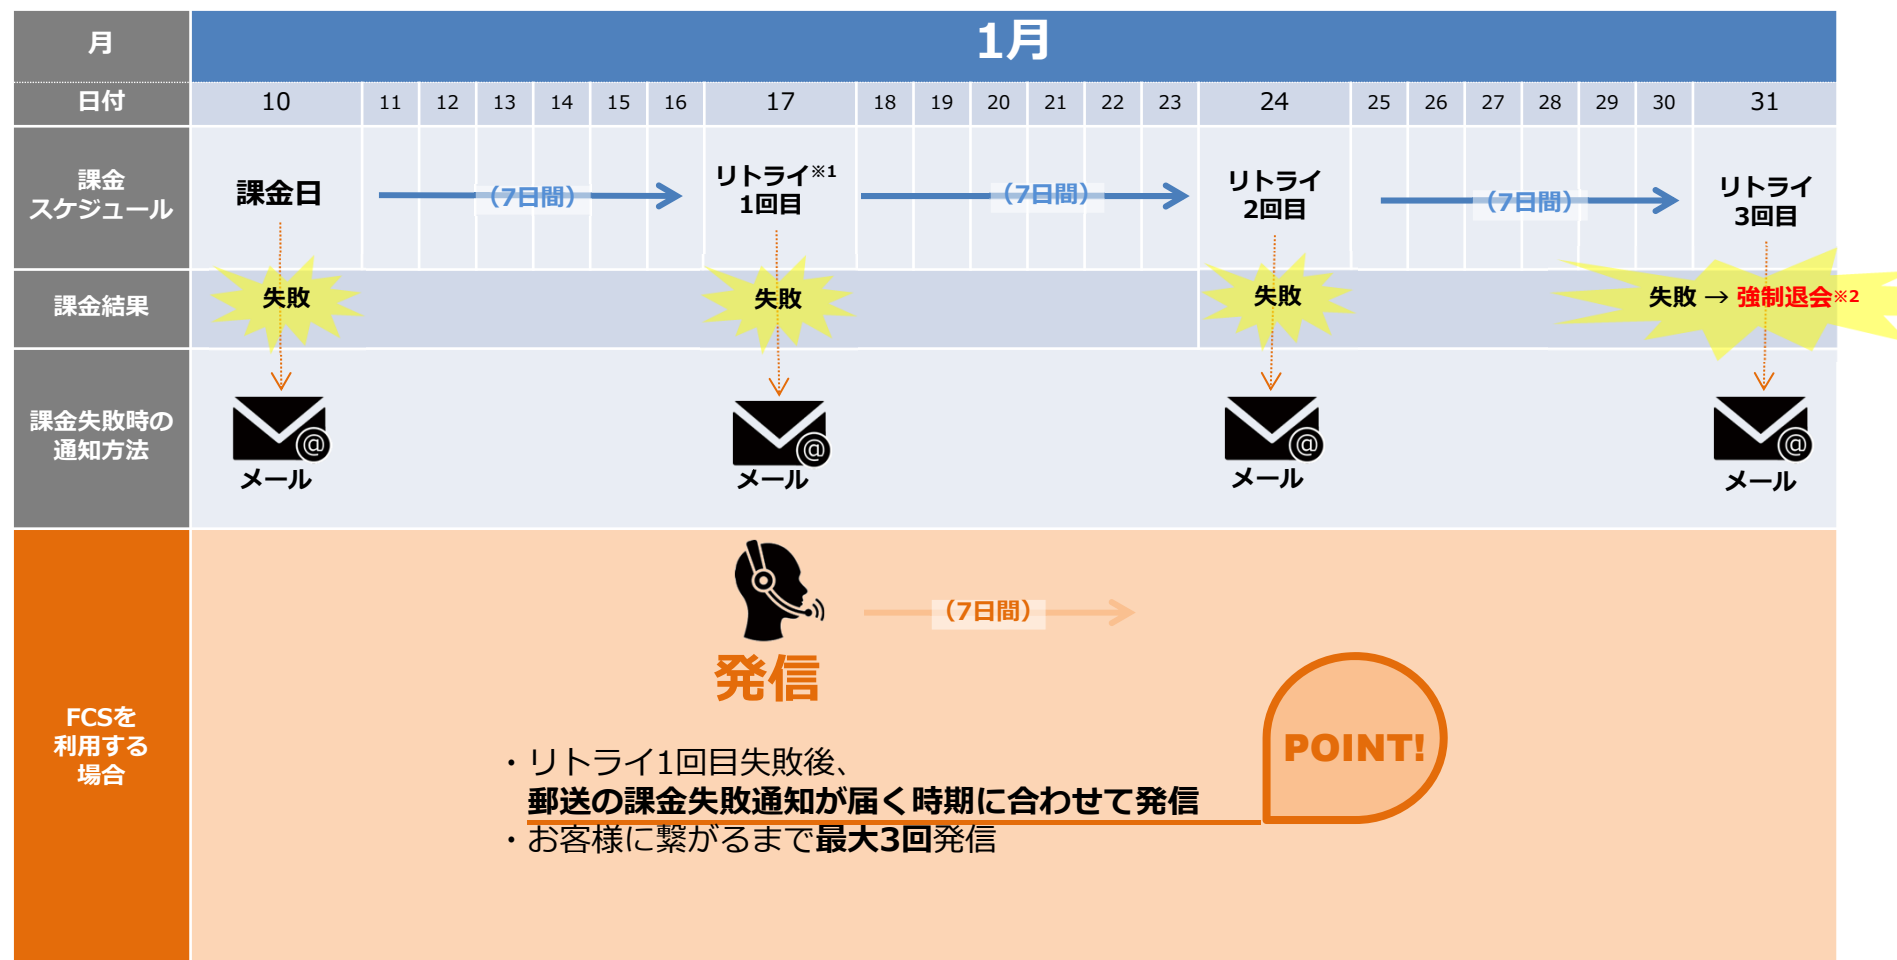 月
1月
日付
10 11 12 13 14 15 16 17 18 19 20 21 22 23 24 25 26 27 28 29 30 31
課金
スケジュール
課金日
（7日間）
リトライ※1
1回目
（7日間）
リトライ
2回目
（7日間）
リトライ
3回目
課金結果
失敗
失敗
失敗
失敗 → 強制退会※2
課金失敗時の
通知方法
@
メール
@
メール
@
メール
@
メール
FCSを
利用する
場合
発信
（7日間）
POINT!
・リトライ1回目失敗後、
郵送の課金失敗通知が届く時期に合わせて発信
・お客様に繋がるまで最大3回発信